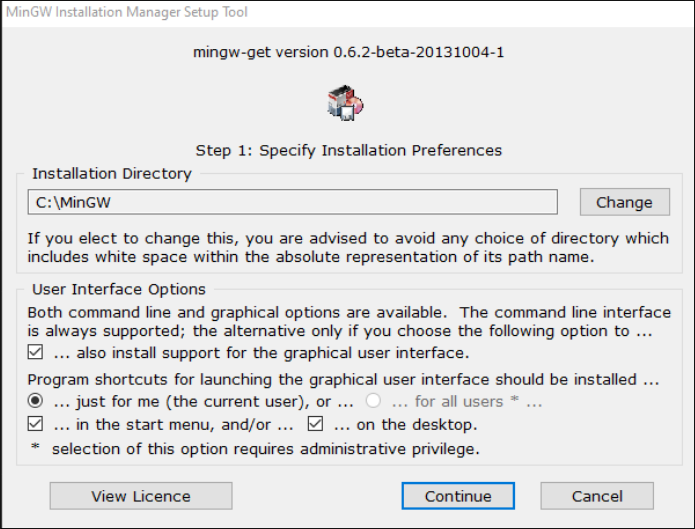 MinGW Installation Manager Setup Tool
mingw-get version 0.6.2-beta-20131004-1
Step 1: Specify Installation Preferences
Installation Directory
C:\MinGW
Change
If you elect to change this, you are advised to avoid any choice of directory which
includes white space within the absolute representation of its path name.
User Interface Options
Both command line and graphical options are available.  The command line interface
is always supported; the alternative only if you choose the following option to ...
... also install support for the graphical user interface.
Program shortcuts for launching the graphical user interface should be installed ...
... just for me (the current user), or ... ... for all users * ...
... in the start menu, and/or ... ... on the desktop.
* selection of this option requires administrative privilege.
View Licence
Continue
Cancel